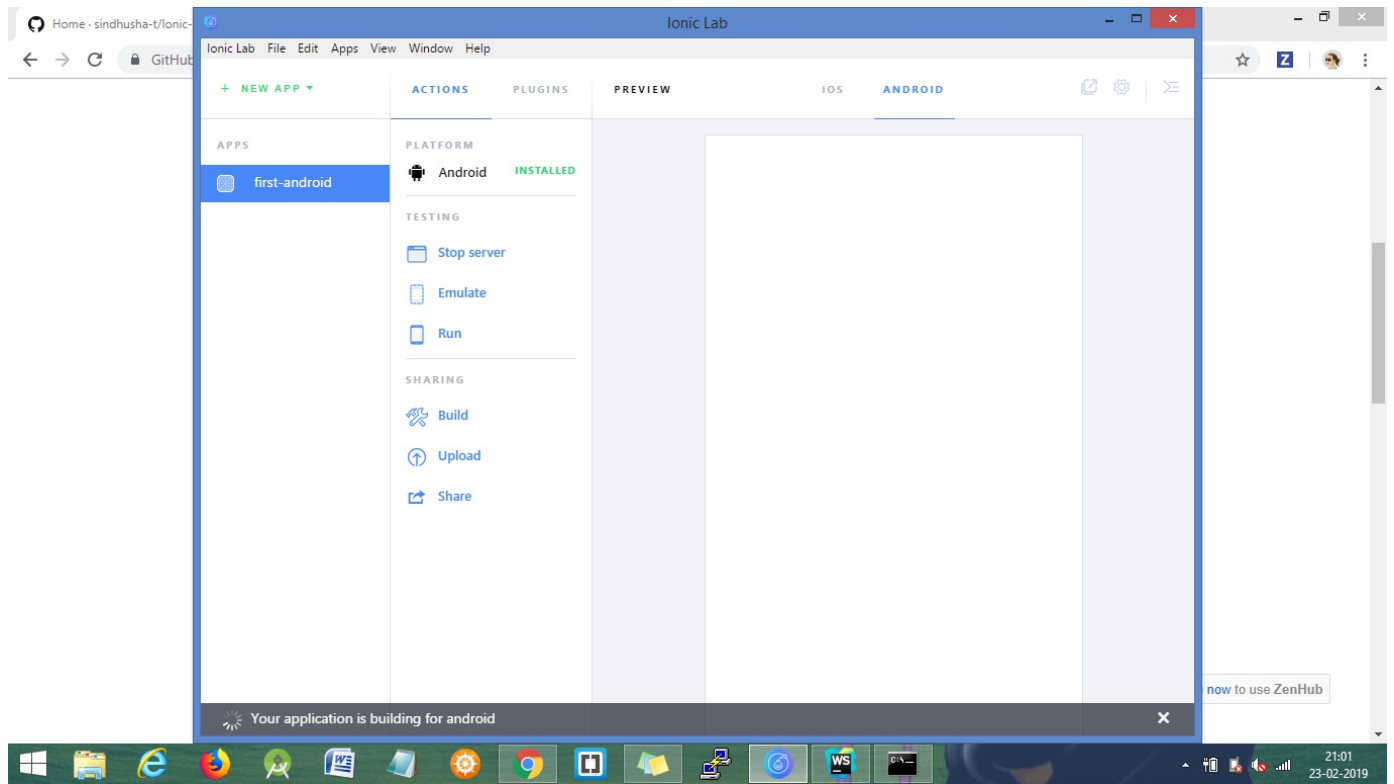 Home · sindhusha-t/Ionic-
Ionic Lab
GitHub
Ionic Lab File Edit Apps View Window Help
Z
+ NEW APP
ACTIONS PLUGINS PREVIEW IOS ANDROID
APPS
first-android
PLATFORM
Android INSTALLED
TESTING
Stop server
Emulate
Run
SHARING
Build
Upload
Share
now to use ZenHub
Your application is building for android
WS
C:\
21:01
23-02-2019